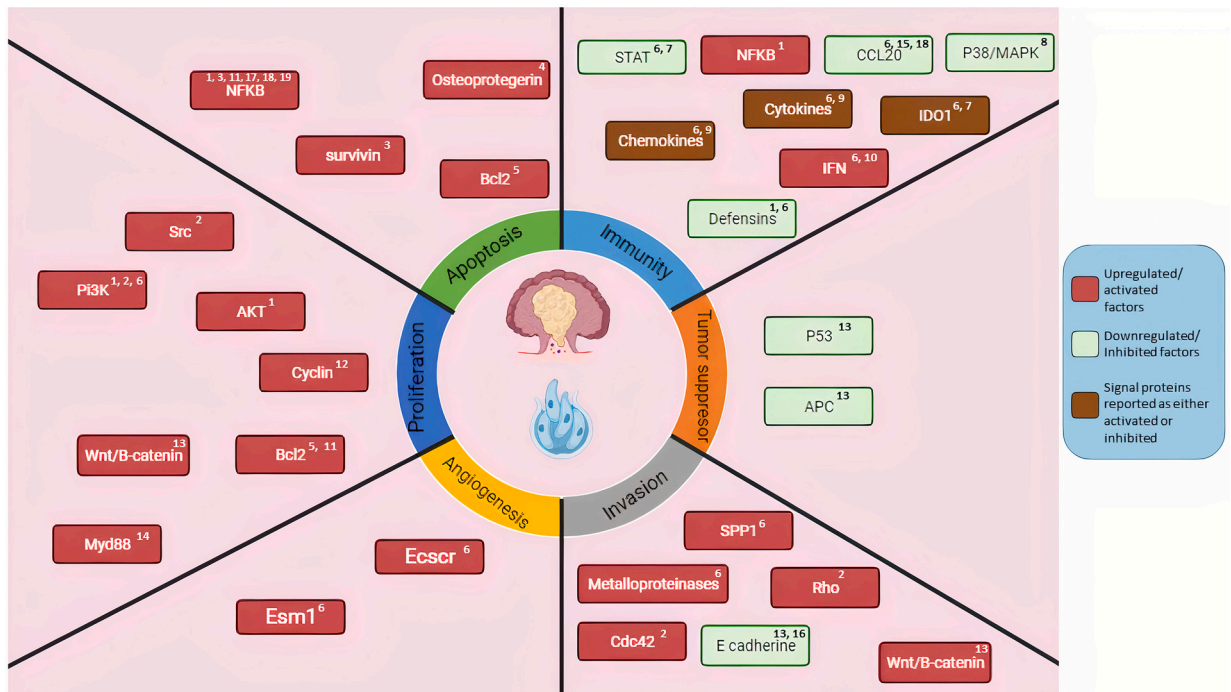 1, 3, 11, 17, 18, 19
NFKB
Osteoprotegerin 4
survivin 3
Bcl2 5
STAT 6, 7
NFKB 1
CCL20 6, 15, 18
P38/MAPK 8
Cytokines 6, 9
IDO1 6, 7
Chemokines 6, 9
IFN 6, 10
Defensins 1, 6
Src 2
Pi3K 1, 2, 6
AKT 1
Cyclin 12
Wnt/B-catenin 13
Bcl2 5, 11
Myd88 14
Apoptosis
Immunity
Proliferation
Tumor suppresor
Angiogenesis
Invasion
P53 13
APC 13
Ecscr 6
Esm1 6
SPP1 6
Metalloproteinases 6
Rho 2
Cdc42 2
E cadherine 13, 16
Wnt/B-catenin 13
Upregulated/
activated
factors
Downregulated/
Inhibited factors
Signal proteins
reported as either
activated or
inhibited